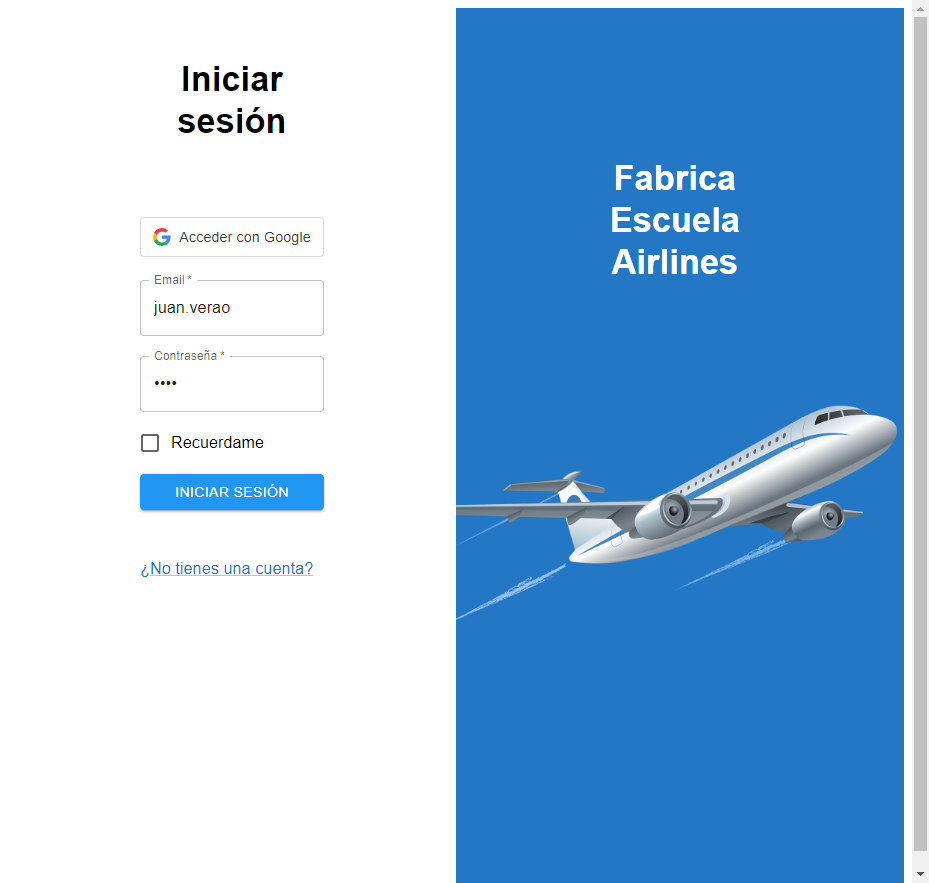 Iniciar
sesión
Acceder con Google
Email *
juan.verao
Contraseña *
••••
Recuerdame
INICIAR SESIÓN
¿No tienes una cuenta?
Fabrica
Escuela
Airlines